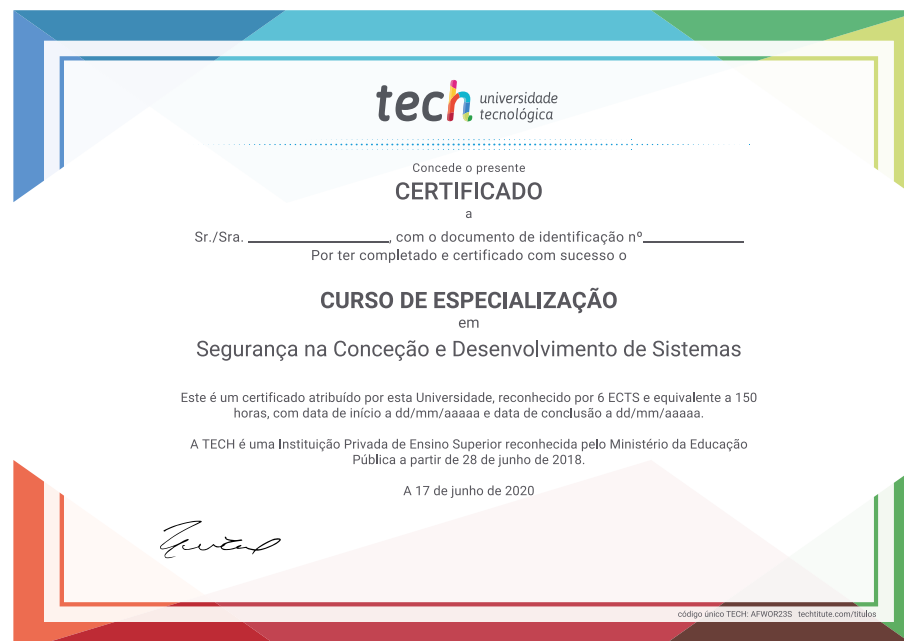 tech universidade
tecnológica
Concede o presente
CERTIFICADO
a
Sr./Sra. ____________________, com o documento de identificação nº______________
Por ter completado e certificado com sucesso o
CURSO DE ESPECIALIZAÇÃO
em
Segurança na Conceção e Desenvolvimento de Sistemas
Este é um certificado atribuído por esta Universidade, reconhecido por 6 ECTS e equivalente a 150
horas, com data de início a dd/mm/aaaaa e data de conclusão a dd/mm/aaaaa.
A TECH é uma Instituição Privada de Ensino Superior reconhecida pelo Ministério da Educação
Pública a partir de 28 de junho de 2018.
A 17 de junho de 2020
código único TECH: AFWOR23S techtitute.com/titulos